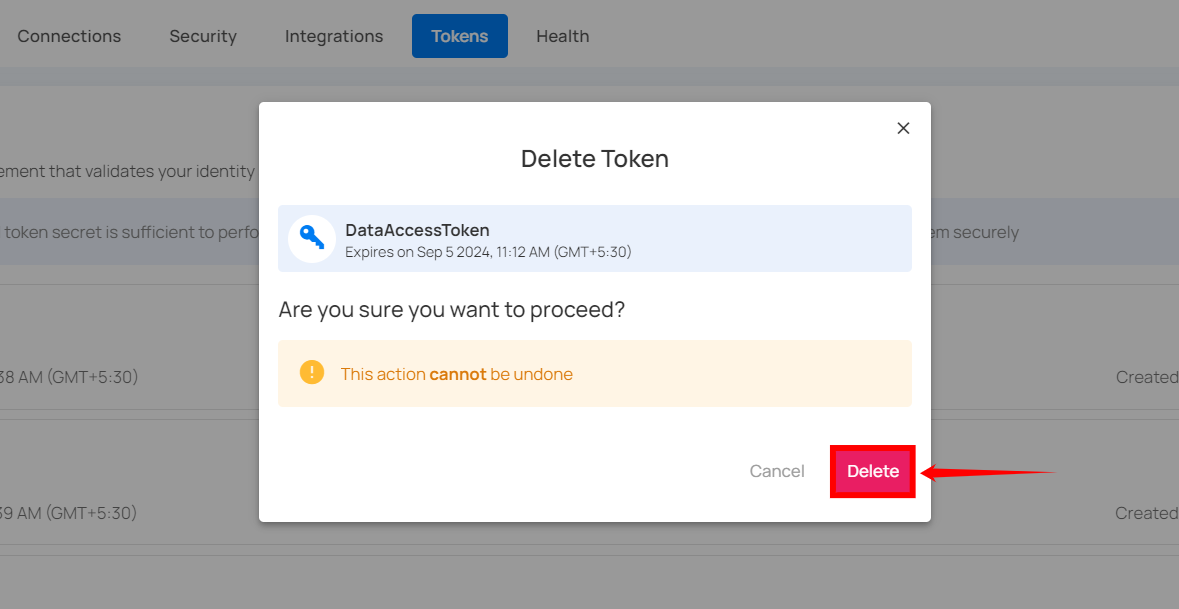 Connections Security Integrations Tokens Health
Delete Token
ement that validates your identity
DataAccessToken
token secret is sufficient to perfo
em securely
Expires on Sep 5 2024, 11:12 AM (GMT+5:30)
Are you sure you want to proceed?
! This action cannot be undone
38 AM (GMT+5:30)
Created
Cancel Delete
39 AM (GMT+5:30)
Created